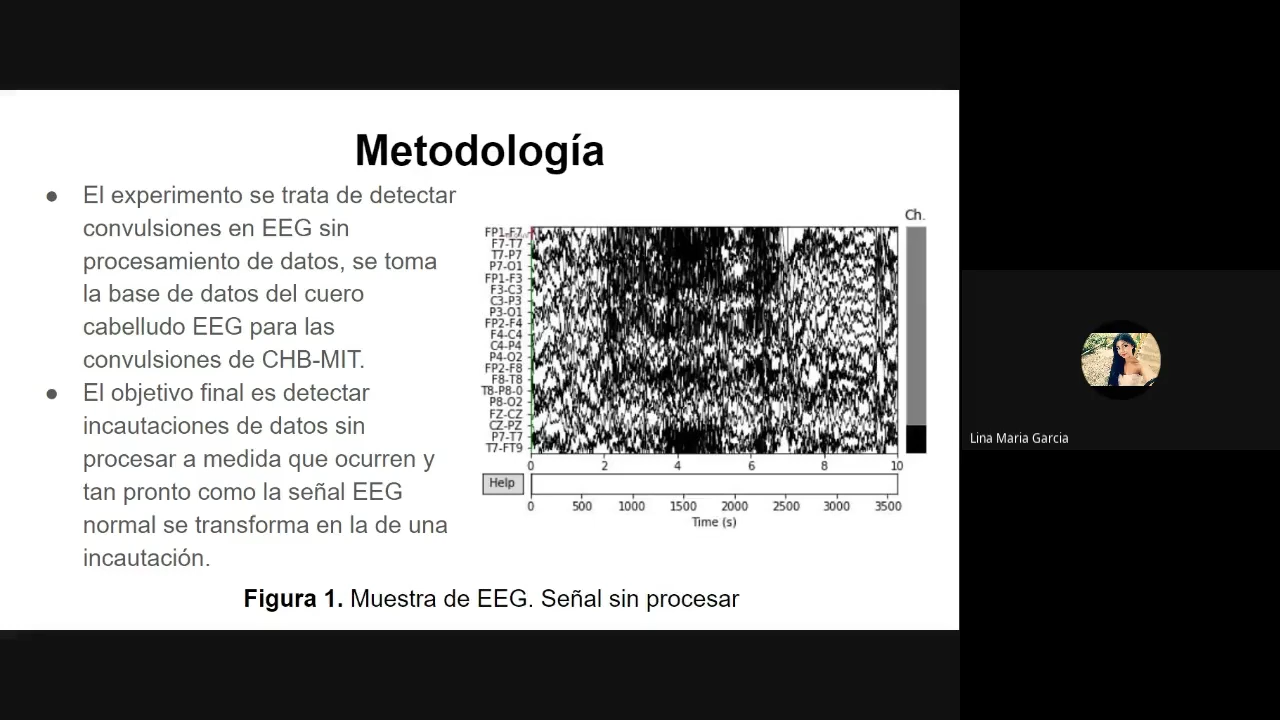 Metodología
● El experimento se trata de detectar
convulsiones en EEG sin
procesamiento de datos, se toma
la base de datos del cuero
cabelludo EEG para las
convulsiones de CHB-MIT.
● El objetivo final es detectar
incautaciones de datos sin
procesar a medida que ocurren y
tan pronto como la señal EEG
normal se transforma en la de una
incautación.
Ch.
FP1-F7
F7-T7
T7-P7
P7-O1
FP1-F3
F3-C3
C3-P3
P3-O1
FP2-F4
F4-C4
C4-P4
P4-O2
FP2-F8
F8-T8
T8-P8-0
P8-O2
FZ-CZ
CZ-PZ
P7-T7
T7-FT9
0 2 4 6 8 10
Help
0 500 1000 1500 2000 2500 3000 3500
Time (s)
Figura 1. Muestra de EEG. Señal sin procesar
Lina Maria Garcia